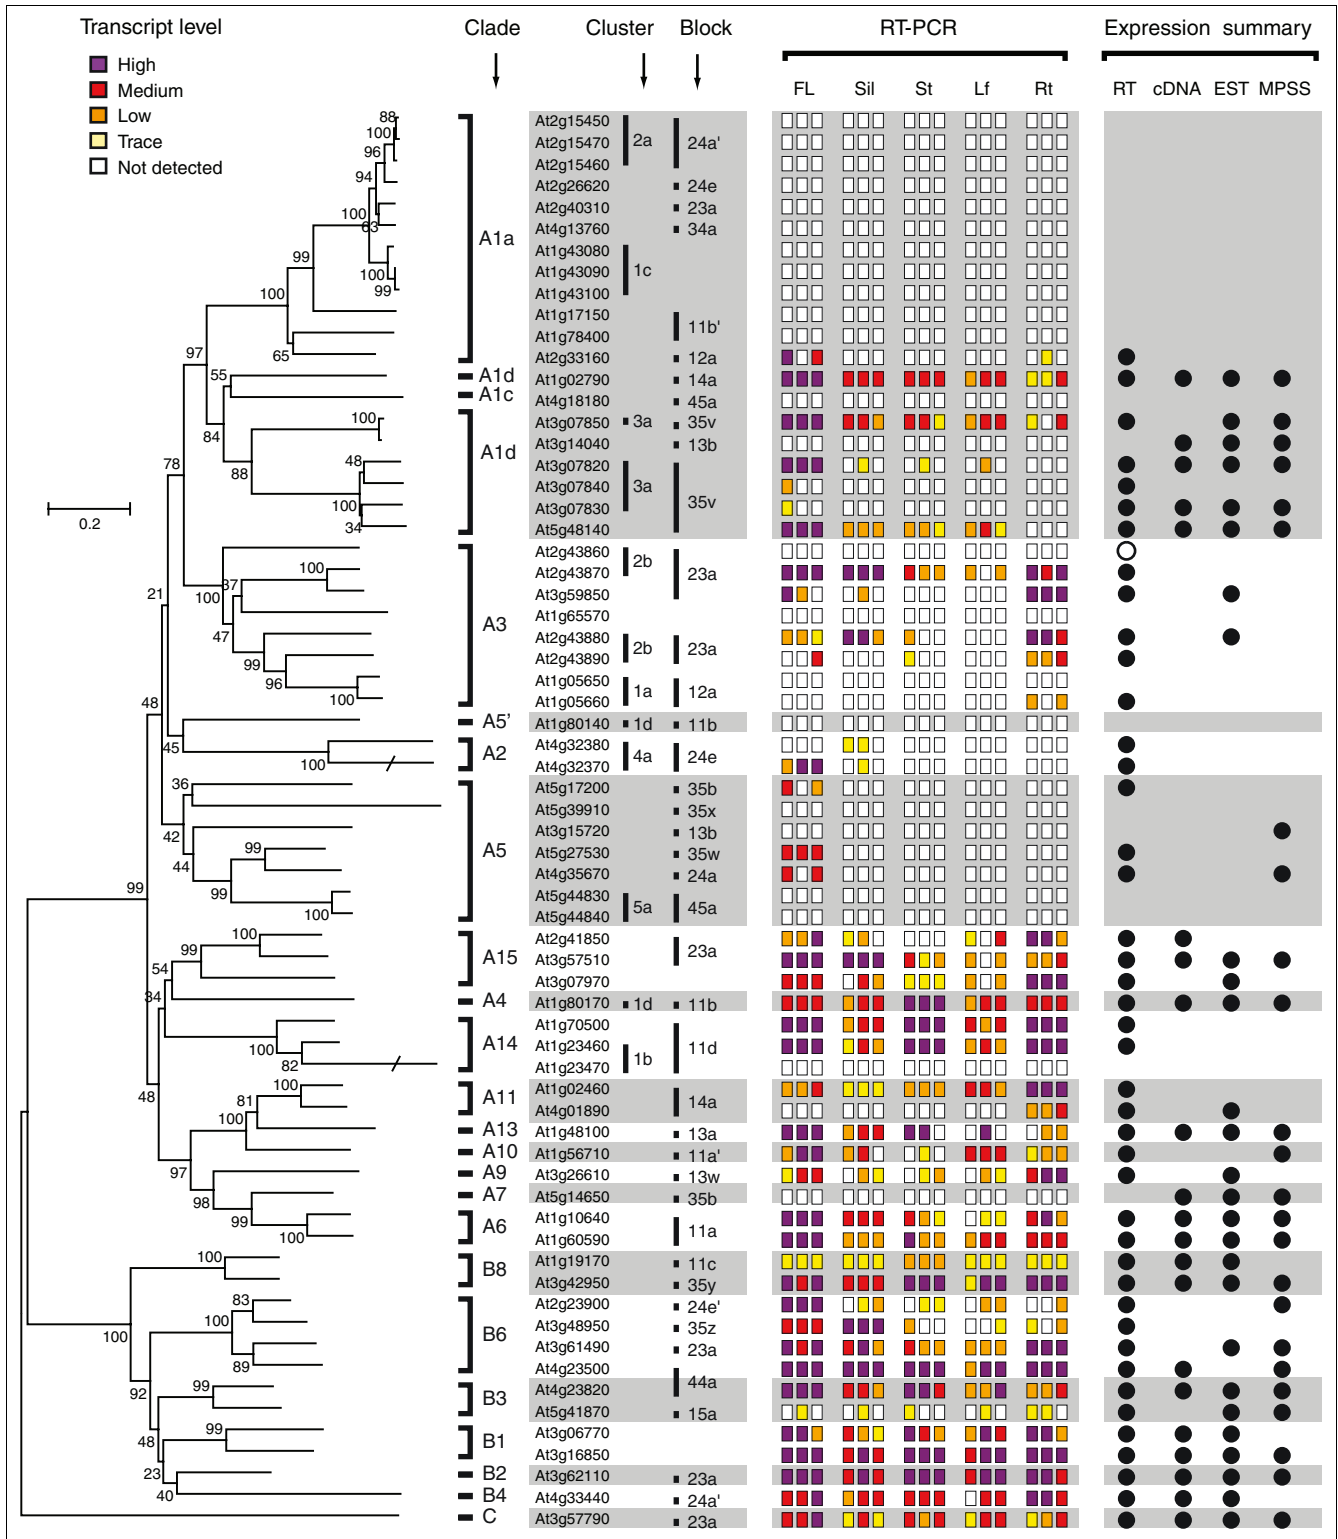 Transcript level Clade Cluster Block RT-PCR Expression summary
High
Medium
Low
Trace
Not detected
FL Sil St Lf Rt RT cDNA EST MPSS
88 100 96 94 100 63 100 99 99 100 65 97
55 84 100 88 48 100 34 78
0.2
100 37 100 47 99 96 100 21
48 45 100
36 42 44 99 99 100 99
100 99 54 34 100 82 48
100 81 100 97 98 99 100
100 83 100 89 100 92 99 99 48 23 40
A1a
A1d
A1c
A1d
A3
A5'
A2
A5
A15
A4
A14
A11
A13
A10
A9
A7
A6
B8
B6
B3
B1
B2
B4
C
At2g15450
At2g15470 2a 24a'
At2g15460
At2g26620 24e
At2g40310 23a
At4g13760 34a
At1g43080
At1g43090 1c
At1g43100
At1g17150
11b'
At1g78400
At2g33160 12a
At1g02790 14a
At4g18180 45a
At3g07850 3a 35v
At3g14040 13b
At3g07820
At3g07840 3a
35v
At3g07830
At5g48140
At2g43860
2b
At2g43870 23a
At3g59850
At1g65570
At2g43880
2b 23a
At2g43890
At1g05650
1a 12a
At1g05660
At1g80140 1d 11b
At4g32380
4a 24e
At4g32370
At5g17200 35b
At5g39910 35x
At3g15720 13b
At5g27530 35w
At4g35670 24a
At5g44830
5a 45a
At5g44840
At2g41850
23a
At3g57510
At3g07970
At1g80170 1d 11b
At1g70500
At1g23460 11d
1b
At1g23470
At1g02460
14a
At4g01890
At1g48100 13a
At1g56710 11a'
At3g26610 13w
At5g14650 35b
At1g10640
11a
At1g60590
At1g19170 11c
At3g42950 35y
At2g23900 24e'
At3g48950 35z
At3g61490 23a
At4g23500
44a
At4g23820
At5g41870 15a
At3g06770
At3g16850
At3g62110 23a
At4g33440 24a'
At3g57790 23a